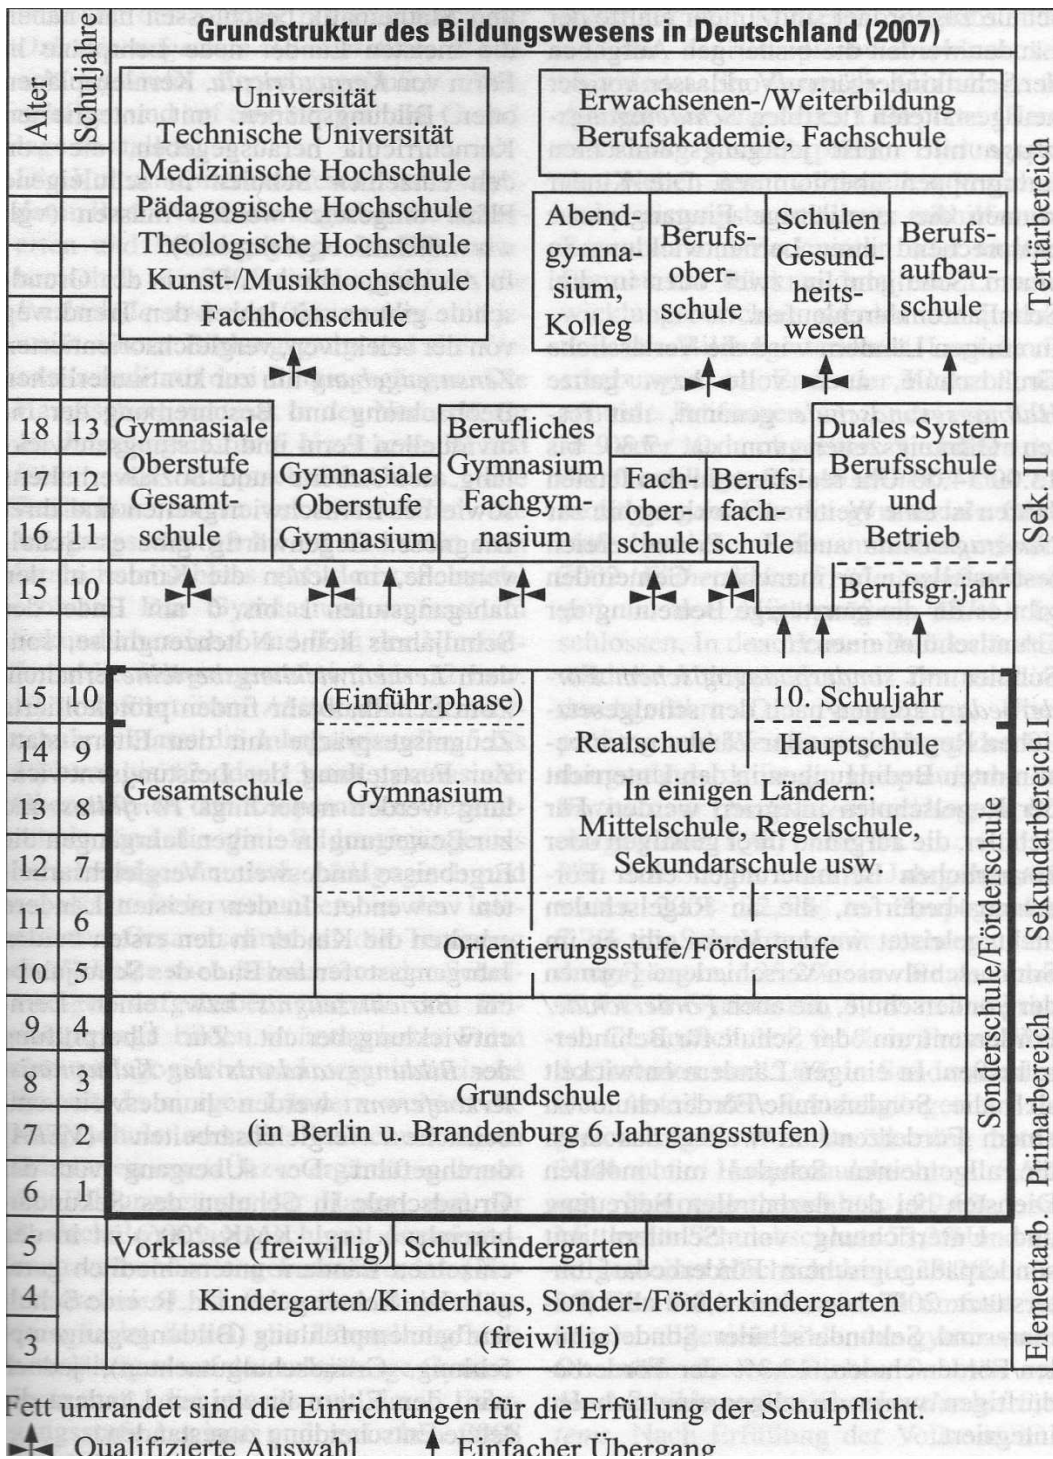 Grundstruktur des Bildungswesens in Deutschland (2007)
Alter
Schuljahre
Universität
Technische Universität
Medizinische Hochschule
Pädagogische Hochschule
Theologische Hochschule
Kunst-/Musikhochschule
Fachhochschule
Erwachsenen-/Weiterbildung
Berufsakademie, Fachschule
Abend-
gymna-
sium,
Kolleg
Berufs-
ober-
schule
Schulen
Gesund-
heits-
wesen
Berufs-
aufbau-
schule
Tertiärbereich
18 13
12
16 11
15 10
Gymnasiale
Oberstufe
Gesamt-
schule
Gymnasiale
Oberstufe
Gymnasium
Berufliches
Gymnasium
Fachgym-
nasium
Fach-
ober-
schule
Berufs-
fach-
schule
Duales System
Berufsschule
und
Betrieb
Berufsgr.jahr
Sek. II
15 10
14 9
13 8
12 7
11 6
10 5
9 4
8 3
7 2
6 1
5
4
3
(Einführ.phase)
10. Schuljahr
Gesamtschule
Gymnasium
Realschule
Hauptschule
In einigen Ländern:
Mittelschule, Regelschule,
Sekundarschule usw.
Orientierungsstufe/Förderstufe
Grundschule
(in Berlin u. Brandenburg 6 Jahrgangsstufen)
Sonderschule/Förderschule
Sekundarbereich I
Primarbereich
Elementarb.
Vorklasse (freiwillig)
Schulkindergarten
Kindergarten/Kinderhaus, Sonder-/Förderkindergarten
(freiwillig)
Fett umrandet sind die Einrichtungen für die Erfüllung der Schulpflicht:
Qualifizierte Auswahl
Einfacher Übergang